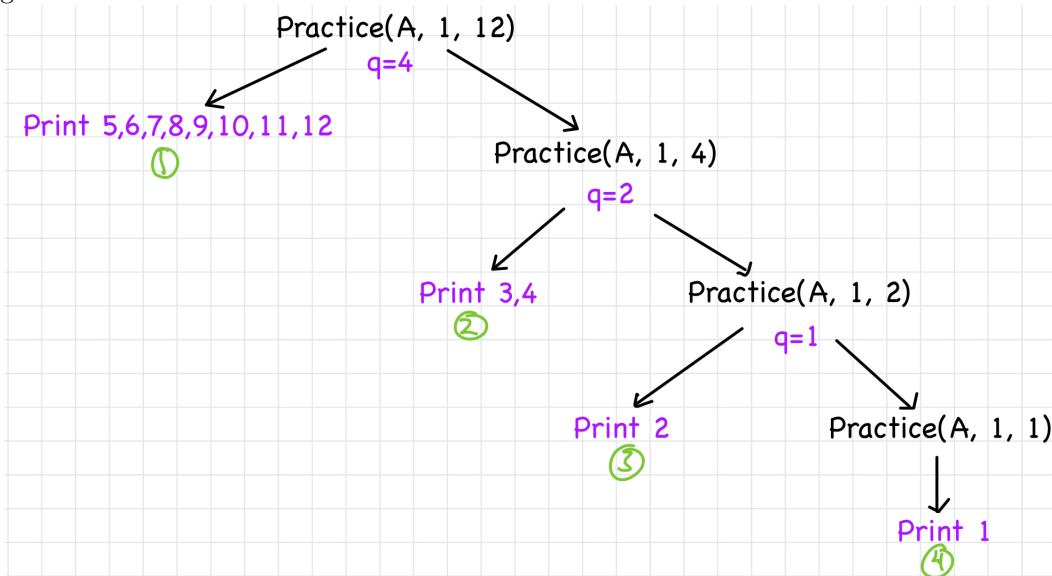 Practice(A, 1, 12)
q=4
Print 5,6,7,8,9,10,11,12
1
Practice(A, 1, 4)
q=2
Print 3,4
2
Practice(A, 1, 2)
q=1
Print 2
3
Practice(A, 1, 1)
Print 1
4